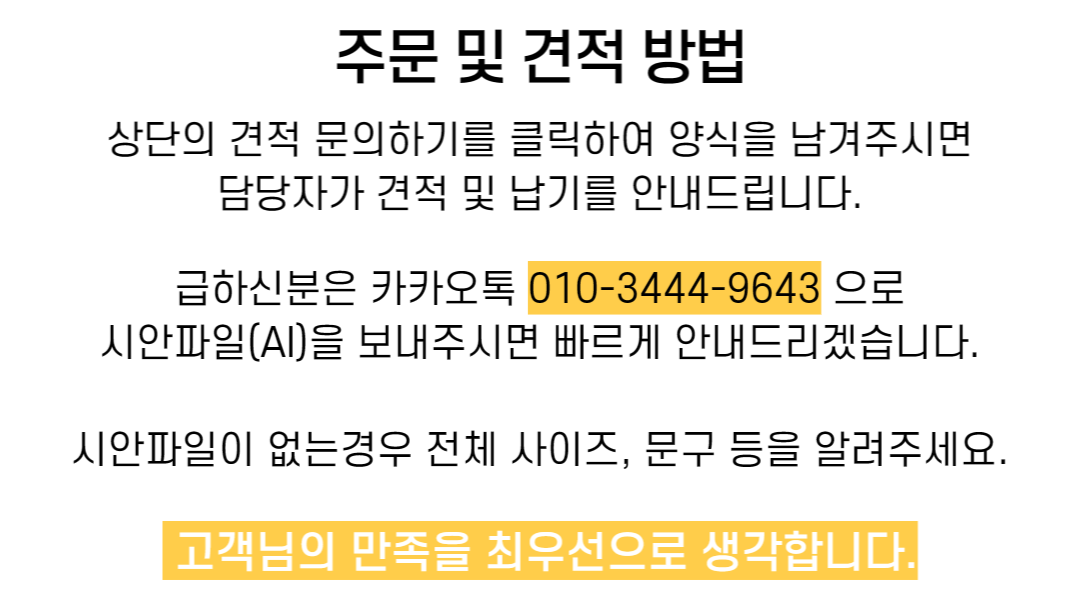 주문 및 견적 방법
상단의 견적 문의하기를 클릭하여 양식을 남겨주시면
담당자가 견적 및 납기를 안내드립니다.
급하신분은 카카오톡 010-3444-9643 으로
시안파일(AI)을 보내주시면 빠르게 안내드리겠습니다.
시안파일이 없는경우 전체 사이즈, 문구 등을 알려주세요.
고객님의 만족을 최우선으로 생각합니다.